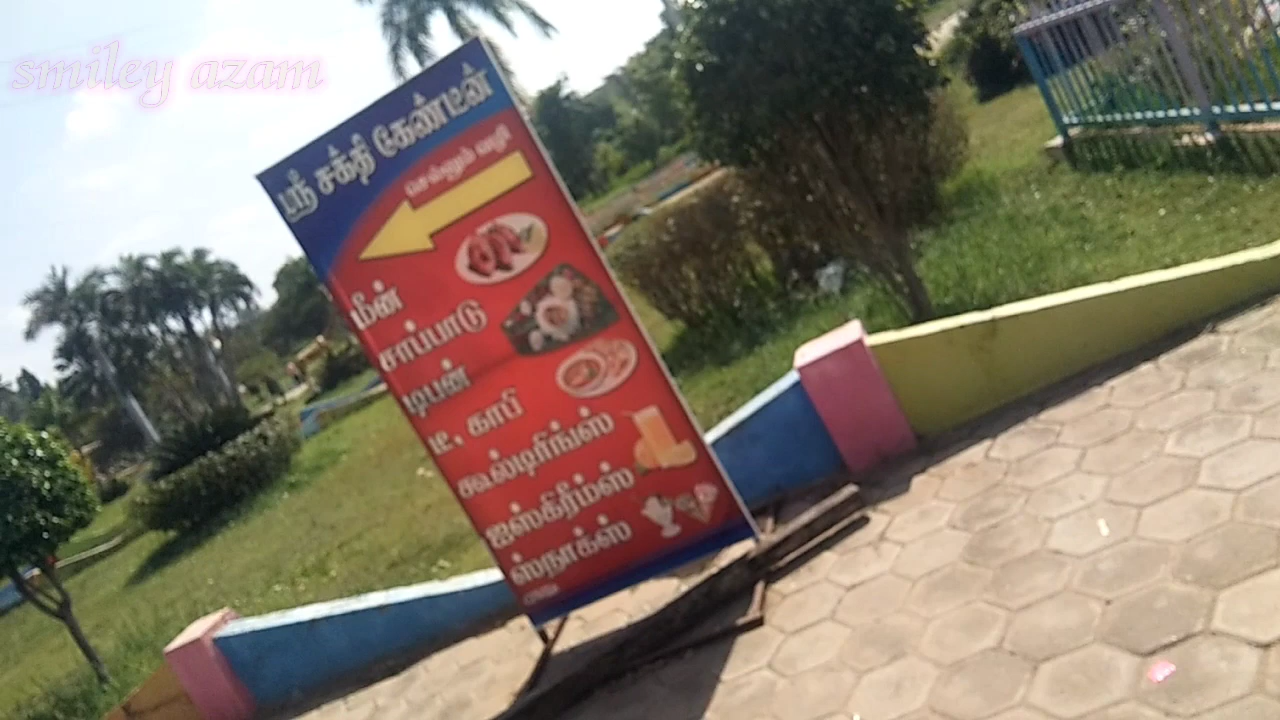 smiley azam
ஸ்ரீ சக்தி கேண்டீன்
செல்லும் வழி
மீன்
சாப்பாடு
டிபன்
டீ. காபி
கூல்டிரிங்ஸ்
ஐஸ்கிரீம்ஸ்
ஸ்நாக்ஸ்